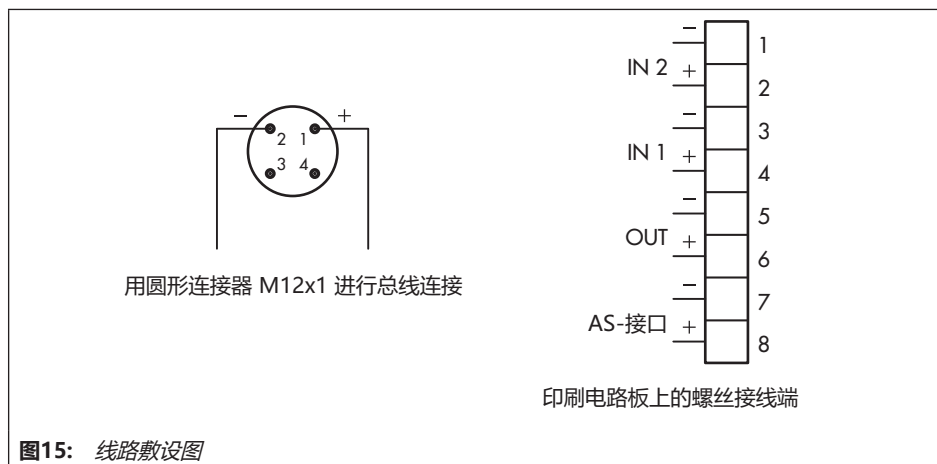 − +
2 1
3 4
用圆形连接器 M12x1 进行总线连接
− 1
IN 2 + 2
− 3
IN 1 + 4
− 5
OUT + 6
− 7
AS-接口 + 8
印刷电路板上的螺丝接线端
图15: 线路敷设图